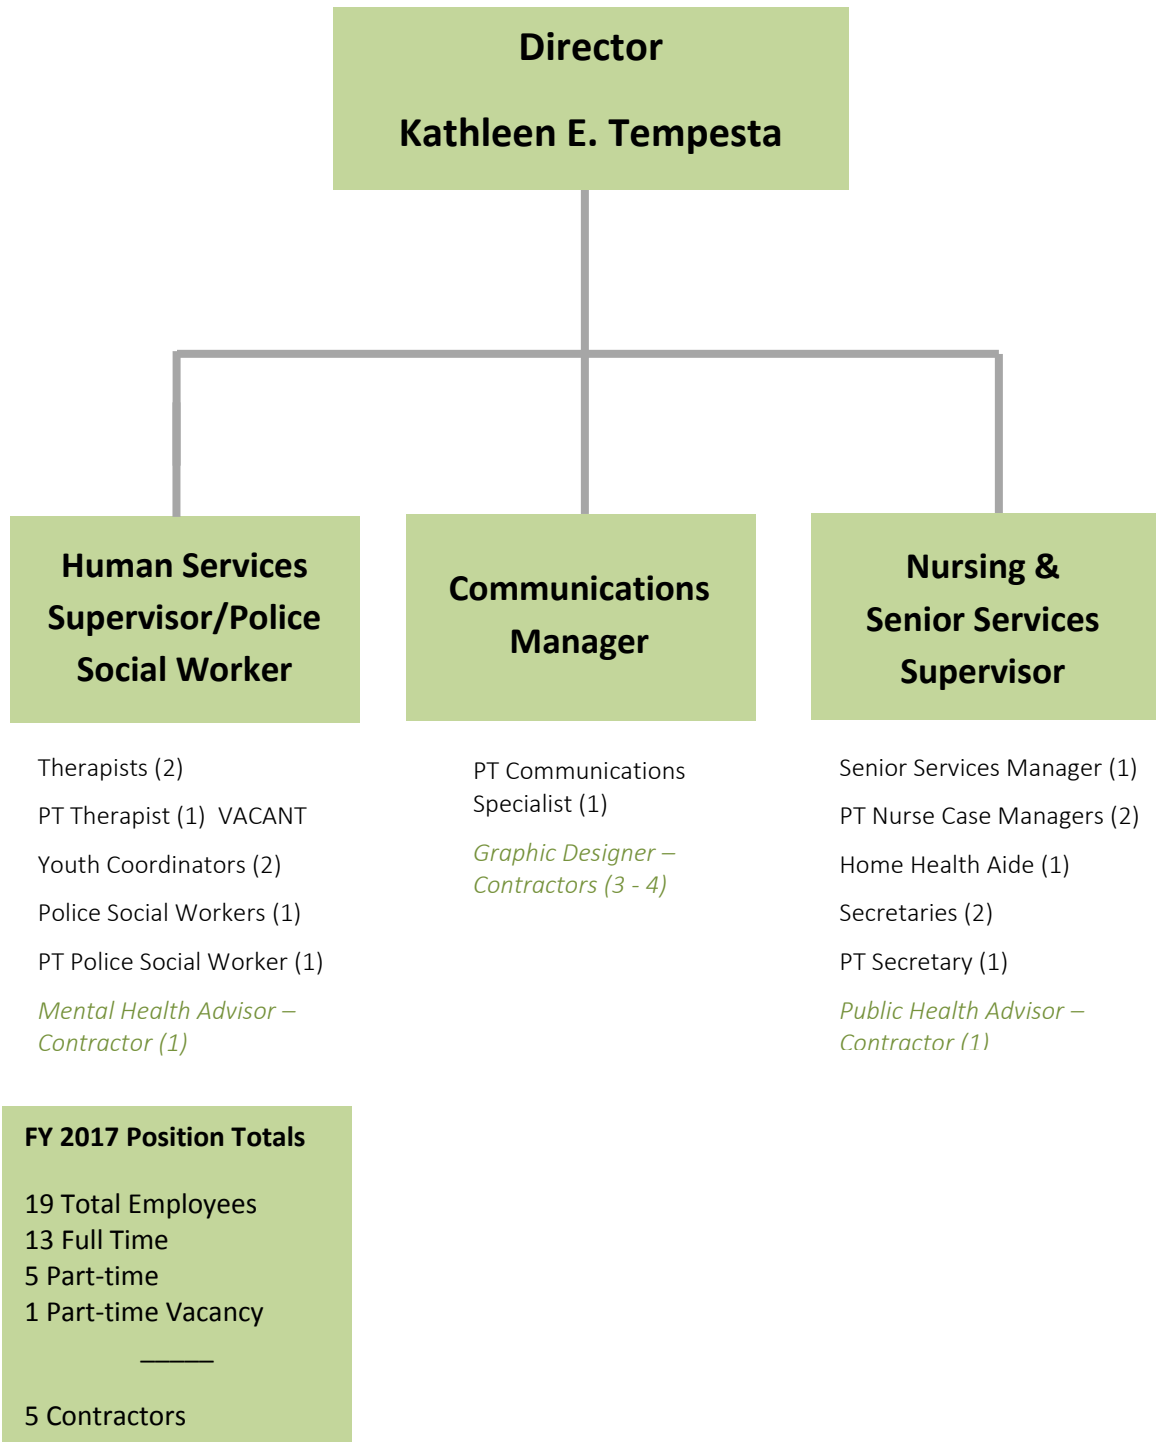 Director
Kathleen E. Tempesta
Human Services
Supervisor/Police
Social Worker
Communications
Manager
Nursing &
Senior Services
Supervisor
Therapists (2)
PT Therapist (1)  VACANT
Youth Coordinators (2)
Police Social Workers (1)
PT Police Social Worker (1)
Mental Health Advisor –
Contractor (1)
PT Communications
Specialist (1)
Graphic Designer –
Contractors (3 - 4)
Senior Services Manager (1)
PT Nurse Case Managers (2)
Home Health Aide (1)
Secretaries (2)
PT Secretary (1)
Public Health Advisor –
Contractor (1)
FY 2017 Position Totals
19 Total Employees
13 Full Time
5 Part-time
1 Part-time Vacancy
_____
5 Contractors